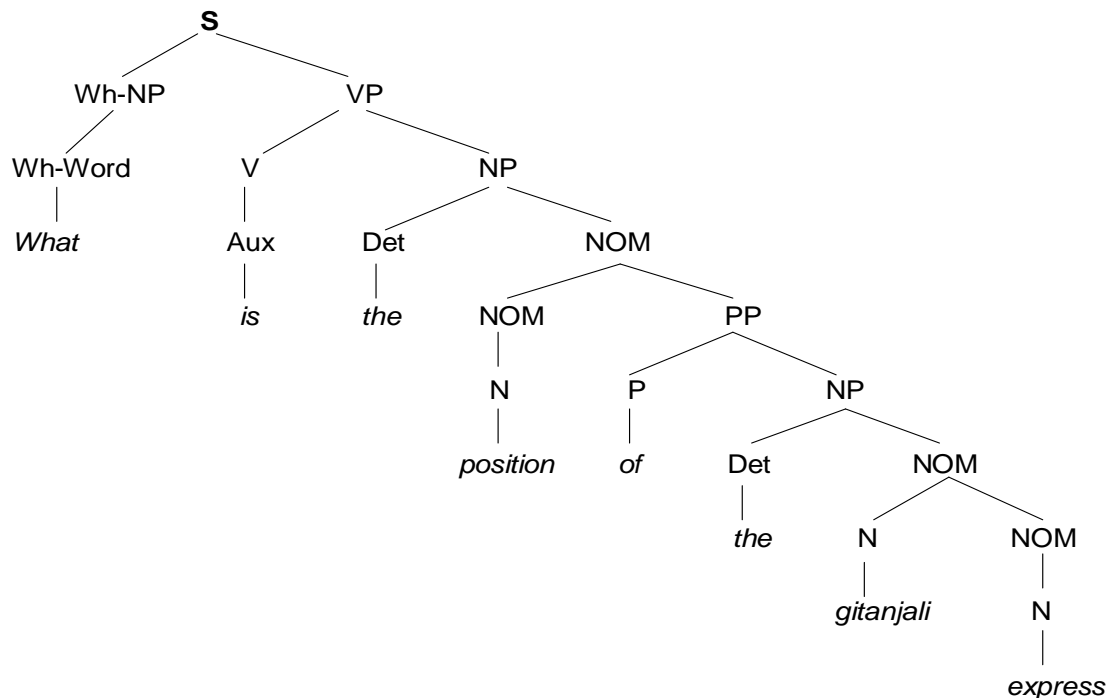 S
Wh-NP VP
Wh-Word V NP
What Aux Det NOM
is the NOM PP
N P NP
position of Det NOM
the N NOM
gitanjali N
express